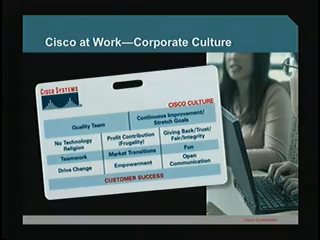 Cisco at Work—Corporate Culture
CISCO SYSTEMS
CISCO CULTURE
Quality Team
Continuous Improvement/
Stretch Goals
No Technology
Religion
Profit Contribution
(Frugality)
Giving Back/Trust/
Fair/Integrity
Teamwork
Market Transitions
Fun
Drive Change
Empowerment
Open
Communication
CUSTOMER SUCCESS